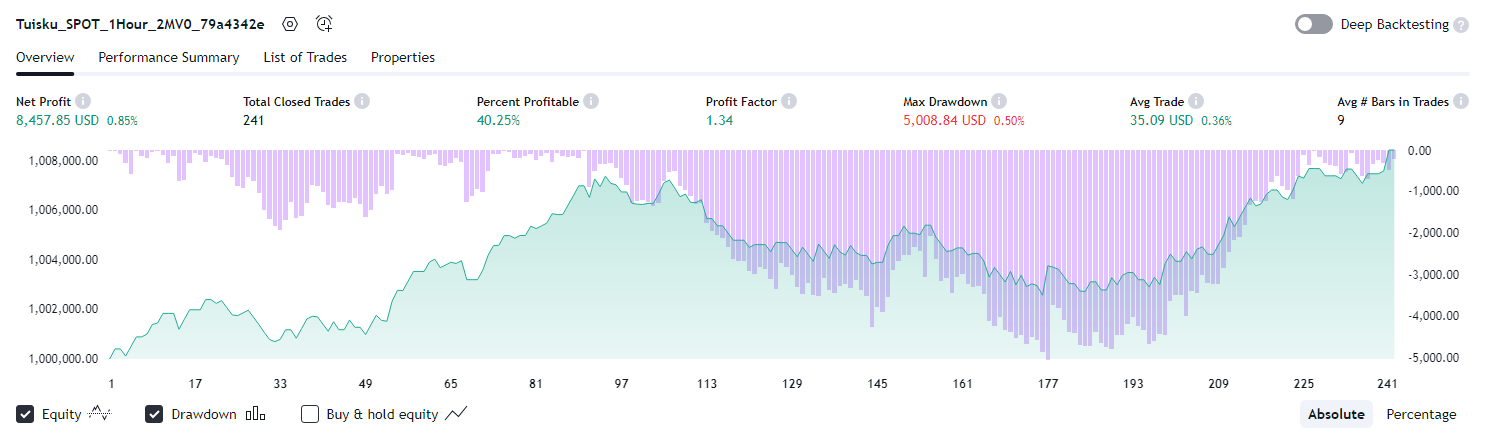 Tuisku_SPOT_1Hour_2MV0_79a4342e Deep Backtesting ?
Overview Performance Summary List of Trades Properties
Net Profit i Total Closed Trades i Percent Profitable i Profit Factor i Max Drawdown i Avg Trade i Avg # Bars in Trades i
8,457.85 USD 0.85% 241 40.25% 1.34 5,008.84 USD 0.50% 35.09 USD 0.36% 9
1,008,000.00 0.00
-1,000.00
1,006,000.00
-2,000.00
1,004,000.00
-3,000.00
1,002,000.00
-4,000.00
1,000,000.00 -5,000.00
1 17 33 49 65 81 97 113 129 145 161 177 193 209 225 241
Equity Drawdown Buy & hold equity Absolute Percentage